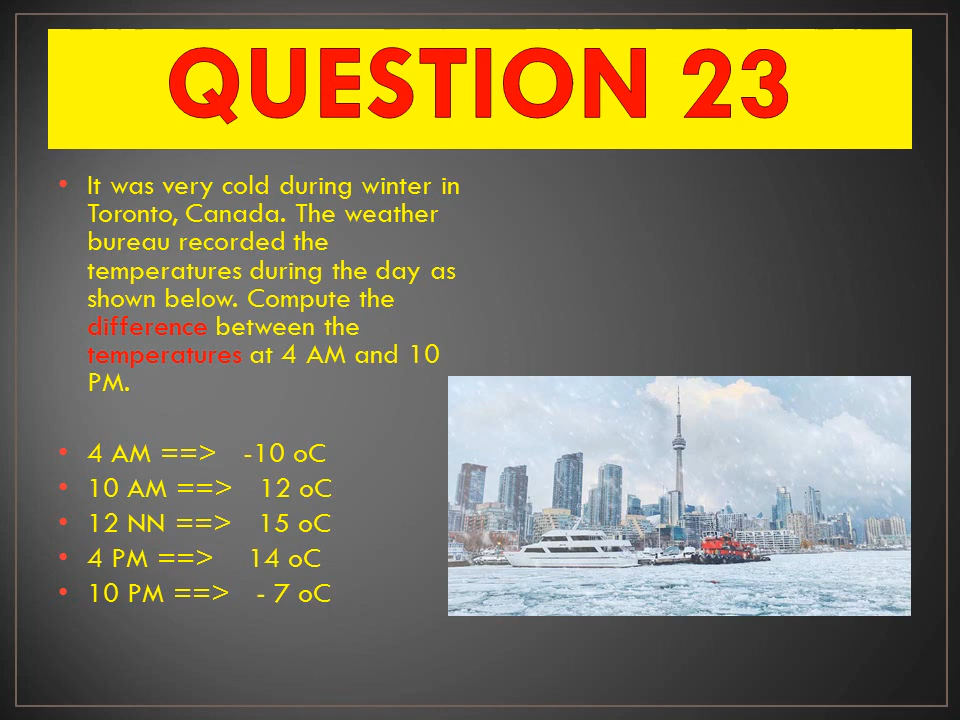 QUESTION 23
• It was very cold during winter in
Toronto, Canada. The weather
bureau recorded the
temperatures during the day as
shown below. Compute the
difference between the
temperatures at 4 AM and 10
PM.
• 4 AM ==> -10 oC
• 10 AM ==> 12 oC
• 12 NN ==> 15 oC
• 4 PM ==> 14 oC
• 10 PM ==> - 7 oC